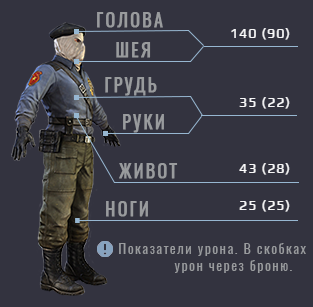 ГОЛОВА
140 (90)
ШЕЯ
ГРУДЬ
35 (22)
РУКИ
ЖИВОТ
43 (28)
НОГИ
25 (25)
! Показатели урона. В скобках
урон через броню.